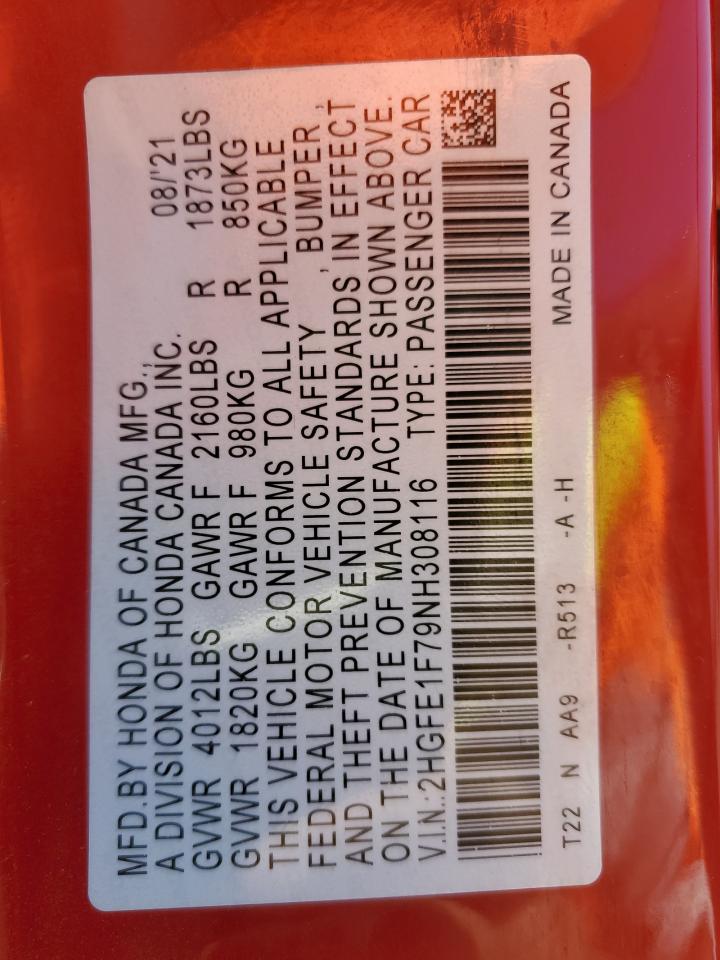 MFD.BY HONDA OF CANADA MFG.,
A DIVISION OF HONDA CANADA INC. 08/'21
GVWR 4012LBS GAWR F 2160LBS R 1873LBS
GVWR 1820KG GAWR F 980KG R 850KG
THIS VEHICLE CONFORMS TO ALL APPLICABLE
FEDERAL MOTOR VEHICLE SAFETY , BUMPER ,
AND THEFT PREVENTION STANDARDS IN EFFECT
ON THE DATE OF MANUFACTURE SHOWN ABOVE.
V.I.N.:2HGFE1F79NH308116 TYPE: PASSENGER CAR
T22 N AA9 -R513 -A -H MADE IN CANADA